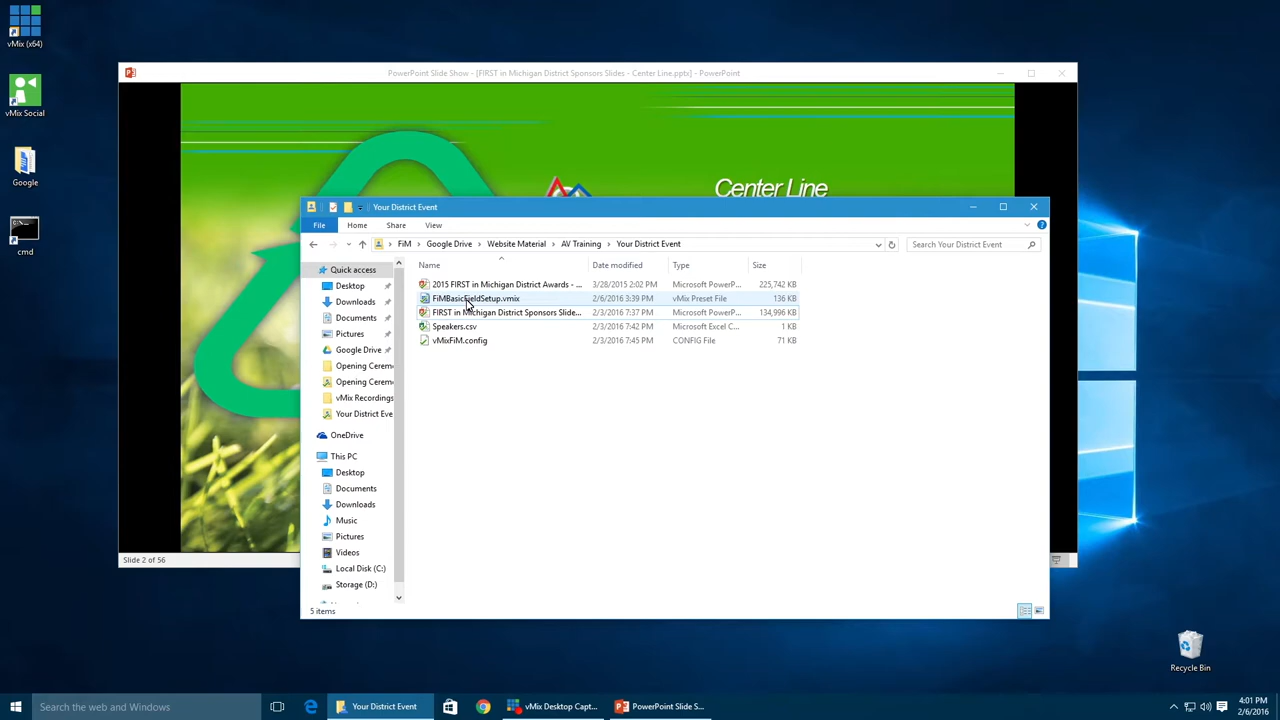 vMix (x64)
vMix Social
Google
cmd
PowerPoint Slide Show - [FIRST in Michigan District Sponsors Slides - Center Line.pptx] - PowerPoint
Center Line
Your District Event
File Home Share View
FiM Google Drive Website Material AV Training Your District Event
Search Your District Event
Name Date modified Type Size
2015 FIRST in Michigan District Awards - ... 3/28/2015 2:02 PM Microsoft PowerP... 225,742 KB
FiMBasicFieldSetup.vmix 2/6/2016 3:39 PM vMix Preset File 136 KB
FIRST in Michigan District Sponsors Slide... 2/3/2016 7:37 PM Microsoft PowerP... 134,996 KB
Speakers.csv 2/3/2016 7:42 PM Microsoft Excel C... 1 KB
vMixFiM.config 2/3/2016 7:45 PM CONFIG File 71 KB
Quick access
Desktop
Downloads
Documents
Pictures
Google Drive
Opening Cerem
Opening Cerem
vMix Recordings
Your District Eve
OneDrive
This PC
Desktop
Documents
Downloads
Music
Pictures
Videos
Local Disk (C:)
Storage (D:)
5 items
Slide 2 of 56
Recycle Bin
Search the web and Windows
Your District Event
vMix Desktop Capt...
PowerPoint Slide S...
4:01 PM
2/6/2016